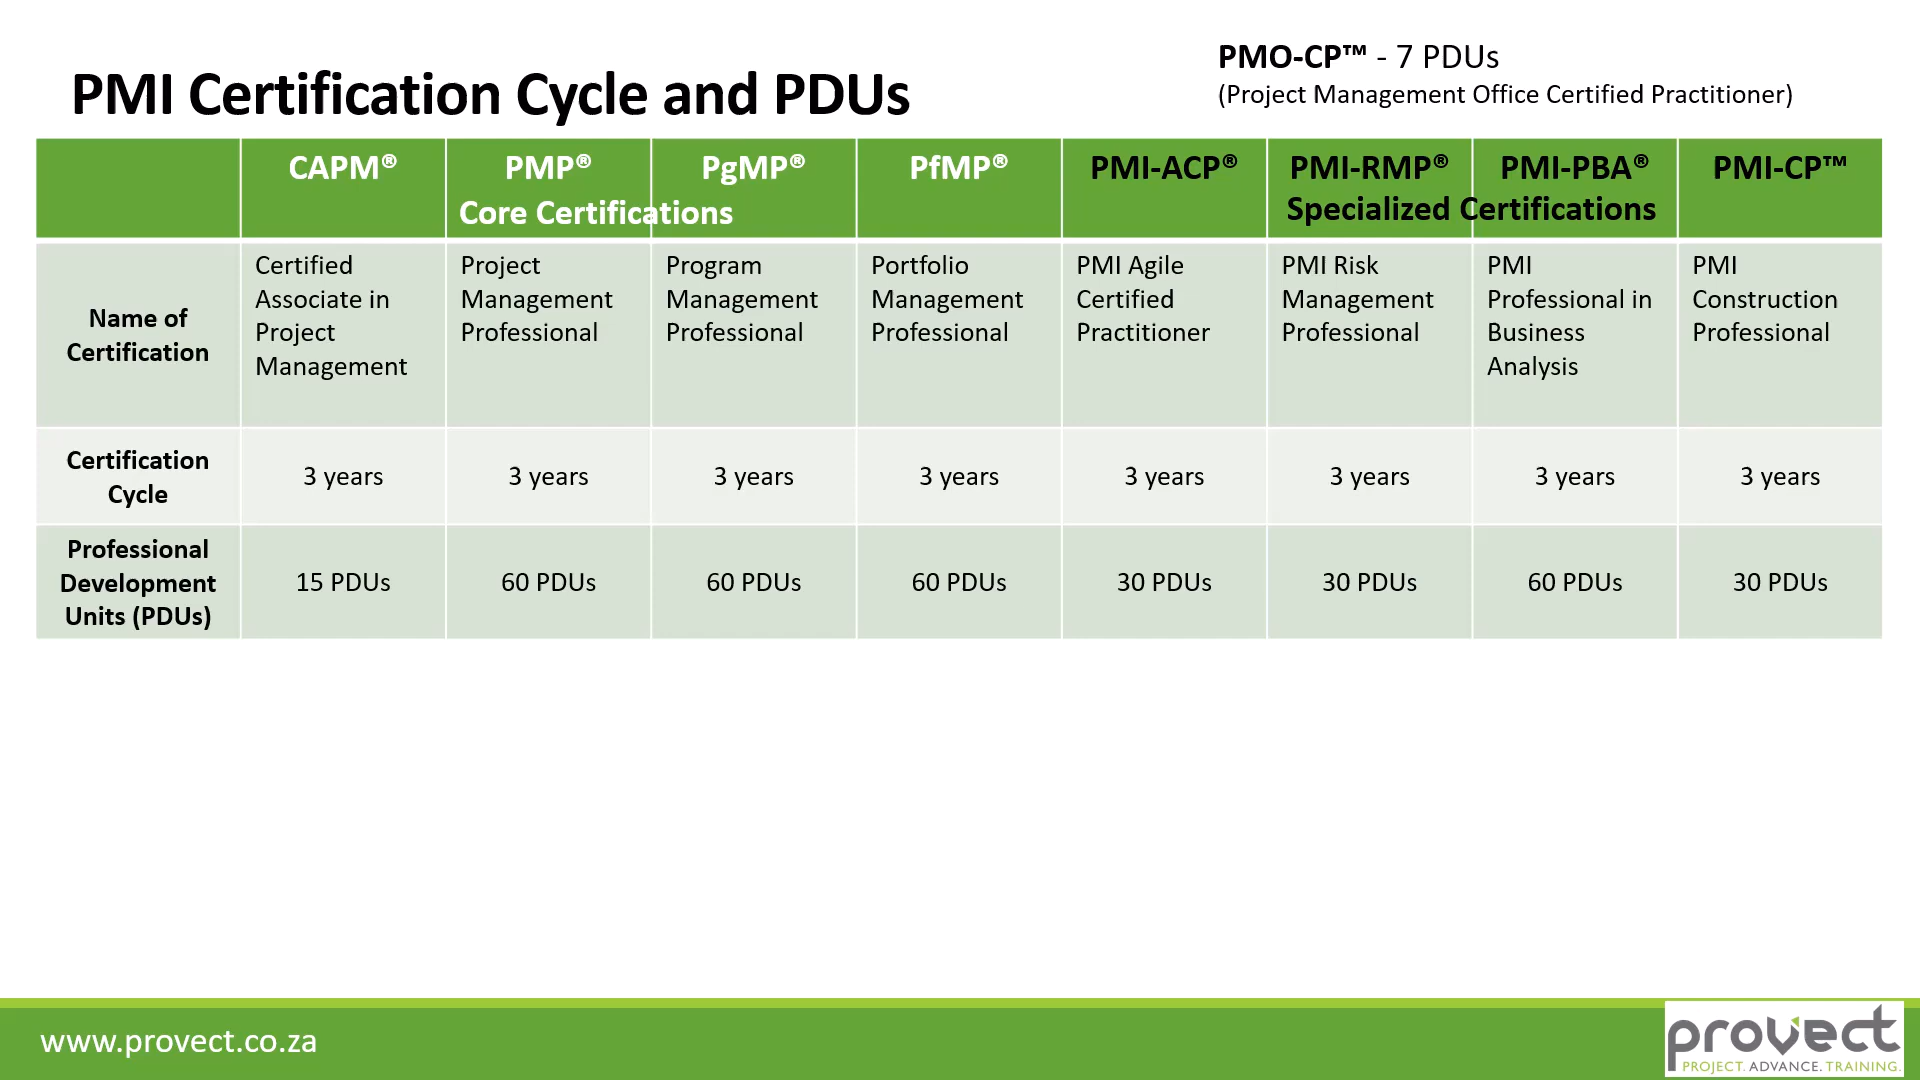 PMO-CP™ - 7 PDUs
(Project Management Office Certified Practitioner)
PMI Certification Cycle and PDUs
CAPM® PMP® PgMP® PfMP® PMI-ACP® PMI-RMP® PMI-PBA® PMI-CP™
Core Certifications Specialized Certifications
Name of
Certification
Certified
Associate in
Project
Management
Project
Management
Professional
Program
Management
Professional
Portfolio
Management
Professional
PMI Agile
Certified
Practitioner
PMI Risk
Management
Professional
PMI
Professional in
Business
Analysis
PMI
Construction
Professional
Certification
Cycle
3 years 3 years 3 years 3 years 3 years 3 years 3 years 3 years
Professional
Development
Units (PDUs)
15 PDUs 60 PDUs 60 PDUs 60 PDUs 30 PDUs 30 PDUs 60 PDUs 30 PDUs
www.provect.co.za
provect
PROJECT. ADVANCE. TRAINING.